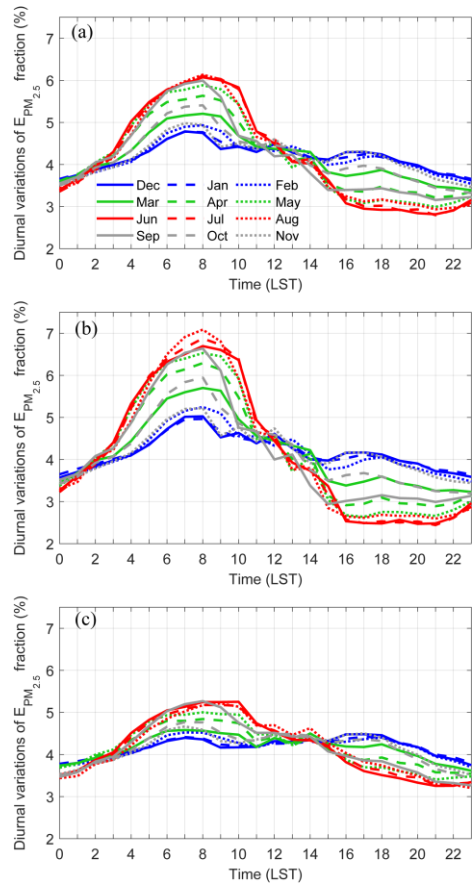 (a)
Diurnal variations of E_PM_2.5 fraction (%)
7
6
5
4
3
2
Dec Jan Feb
Mar Apr May
Jun Jul Aug
Sep Oct Nov
0 2 4 6 8 10 12 14 16 18 20 22
Time (LST)
(b)
Diurnal variations of E_PM_2.5 fraction (%)
7
6
5
4
3
2
0 2 4 6 8 10 12 14 16 18 20 22
Time (LST)
(c)
Diurnal variations of E_PM_2.5 fraction (%)
7
6
5
4
3
2
0 2 4 6 8 10 12 14 16 18 20 22
Time (LST)